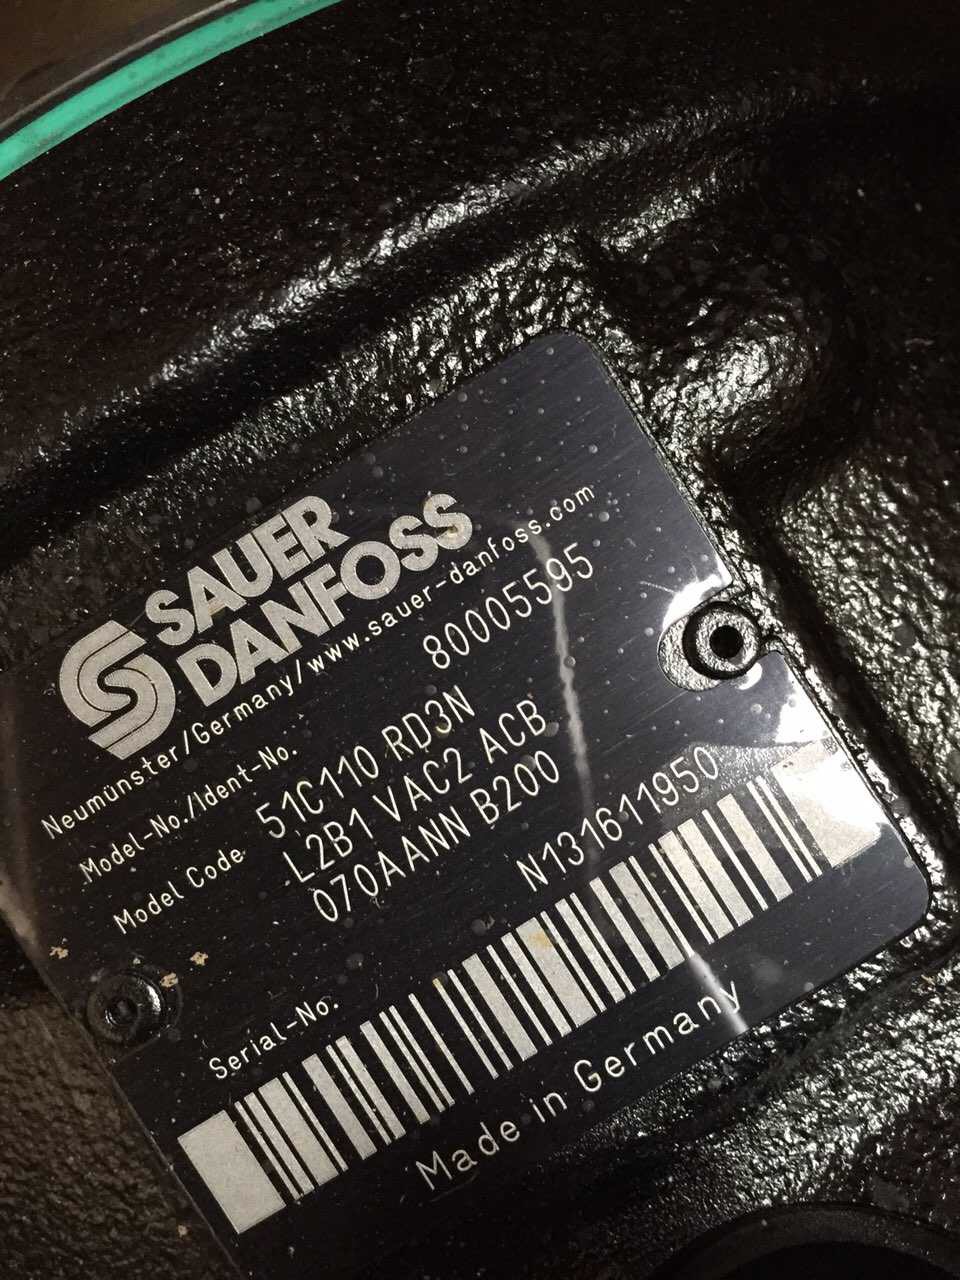 SAUER
DANFOSS
Neumünster/Germany/www.sauer-danfoss.com
Model-No./Ident-No. 80005595
Model Code 51C110 RD3N
L2B1 VAC2 ACB
070AANN B200
Serial-No. N131611950
Made in Germany